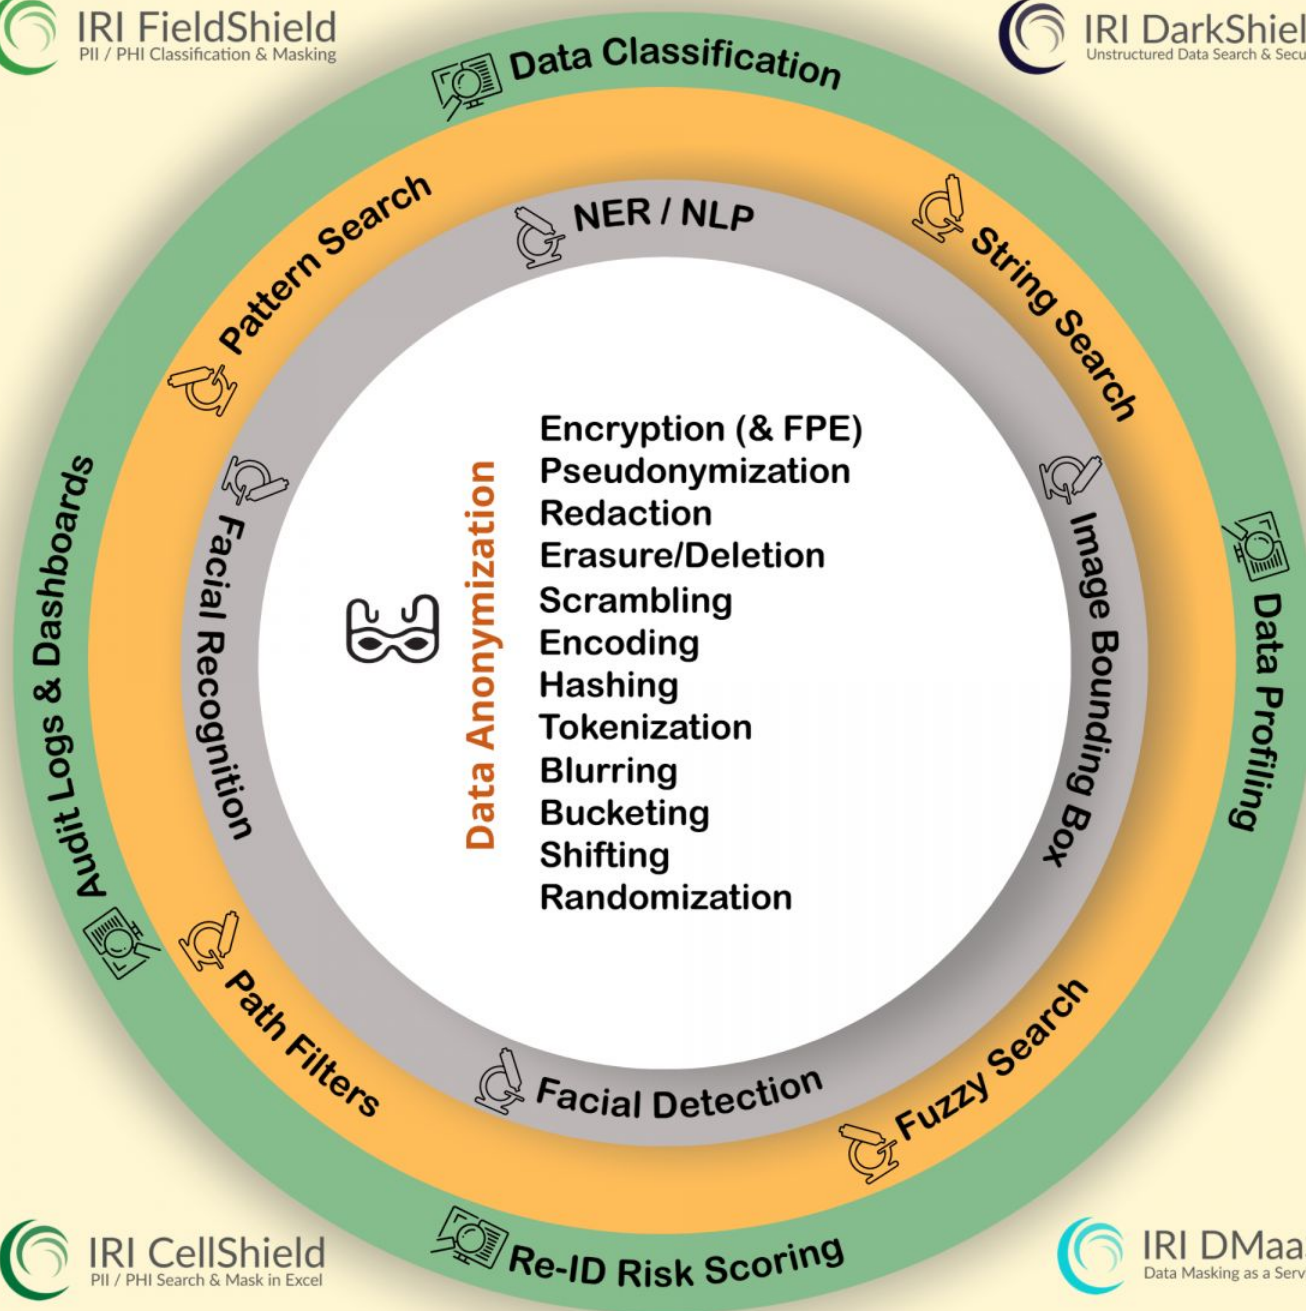 IRI FieldShield
PII / PHI Classification & Masking
IRI DarkShiel
Unstructured Data Search & Secu
Data Classification
Pattern Search
String Search
NER / NLP
Audit Logs & Dashboards
Facial Recognition
Data Anonymization
Encryption (& FPE)
Pseudonymization
Redaction
Erasure/Deletion
Scrambling
Encoding
Hashing
Tokenization
Blurring
Bucketing
Shifting
Randomization
Image Bounding Box
Data Profiling
Path Filters
Facial Detection
Fuzzy Search
Re-ID Risk Scoring
IRI CellShield
PII / PHI Search & Mask in Excel
IRI DMaa
Data Masking as a Serv